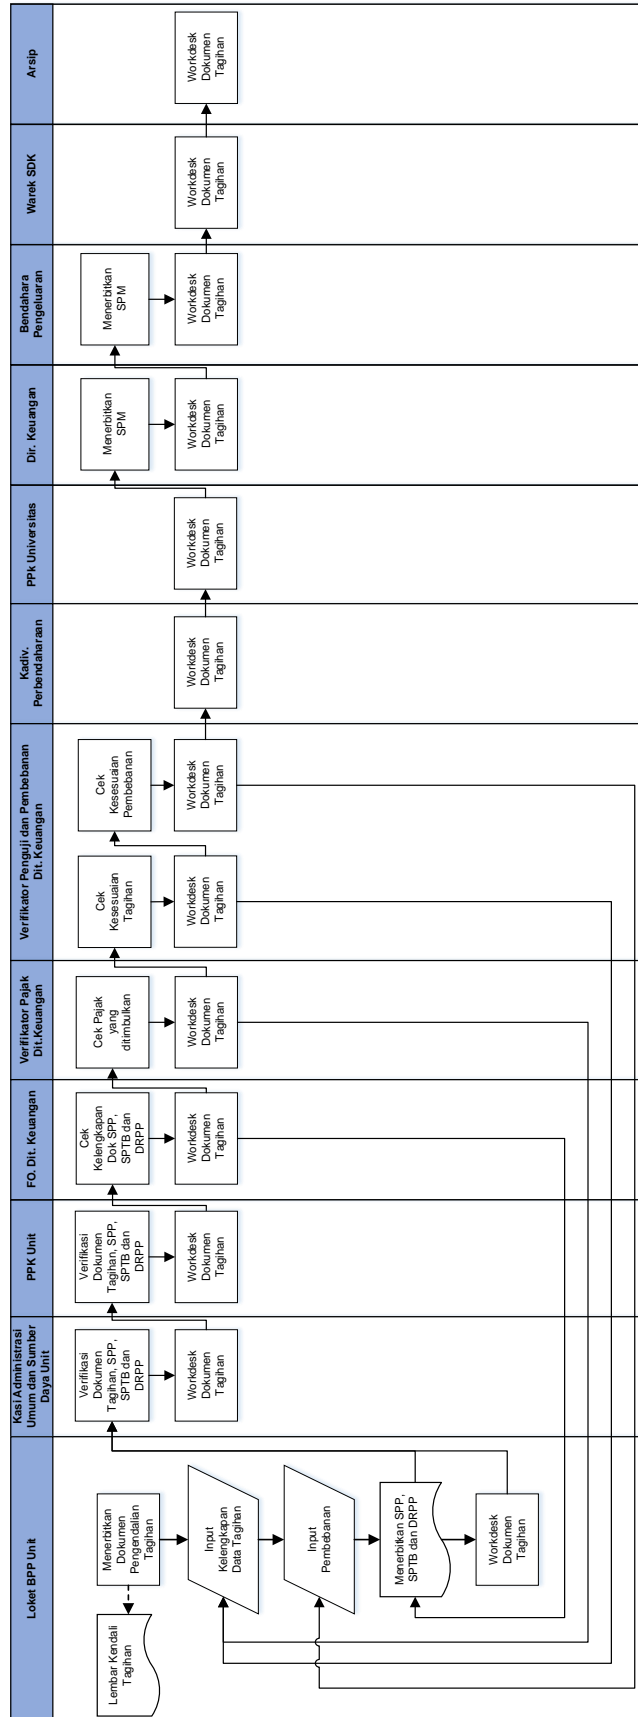 Loket BPP Unit
Lembar Kendali
Tagihan
Menerbitkan
Dokumen
Pengendalian
Tagihan
Input
Kelengkapan
Data Tagihan
Input
Pembebanan
Menerbitkan SPP,
SPTB dan DRPP
Workdesk
Dokumen
Tagihan
Kasi Administrasi
Umum dan Sumber
Daya Unit
Verifikasi
Dokumen
Tagihan, SPP,
SPTB dan
DRPP
Workdesk
Dokumen
Tagihan
PPK Unit
Verifikasi
Dokumen
Tagihan, SPP,
SPTB dan
DRPP
Workdesk
Dokumen
Tagihan
FO. Dit. Keuangan
Cek
Kelengkapan
Dok SPP,
SPTB dan
DRPP
Workdesk
Dokumen
Tagihan
Verifikator Pajak
Dit.Keuangan
Cek Pajak
yang
ditimbulkan
Workdesk
Dokumen
Tagihan
Verifikator Penguji dan Pembebanan
Dit. Keuangan
Cek
Kesesuaian
Tagihan
Workdesk
Dokumen
Tagihan
Cek
Kesesuaian
Pembebanan
Workdesk
Dokumen
Tagihan
Kadiv.
Perbendaharaan
Workdesk
Dokumen
Tagihan
PPk Universitas
Workdesk
Dokumen
Tagihan
Dir. Keuangan
Menerbitkan
SPM
Workdesk
Dokumen
Tagihan
Bendahara
Pengeluaran
Menerbitkan
SPM
Workdesk
Dokumen
Tagihan
Warek SDK
Workdesk
Dokumen
Tagihan
Arsip
Workdesk
Dokumen
Tagihan